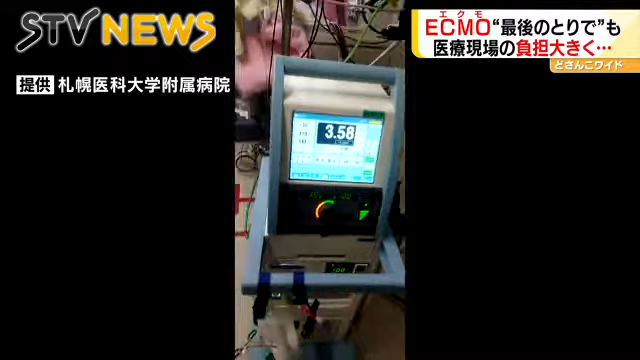 STV NEWS
エクモ
ECMO“最後のとりで”も
医療現場の負担大きく…
どさんこワイド
提供 札幌医科大学附属病院
3.58